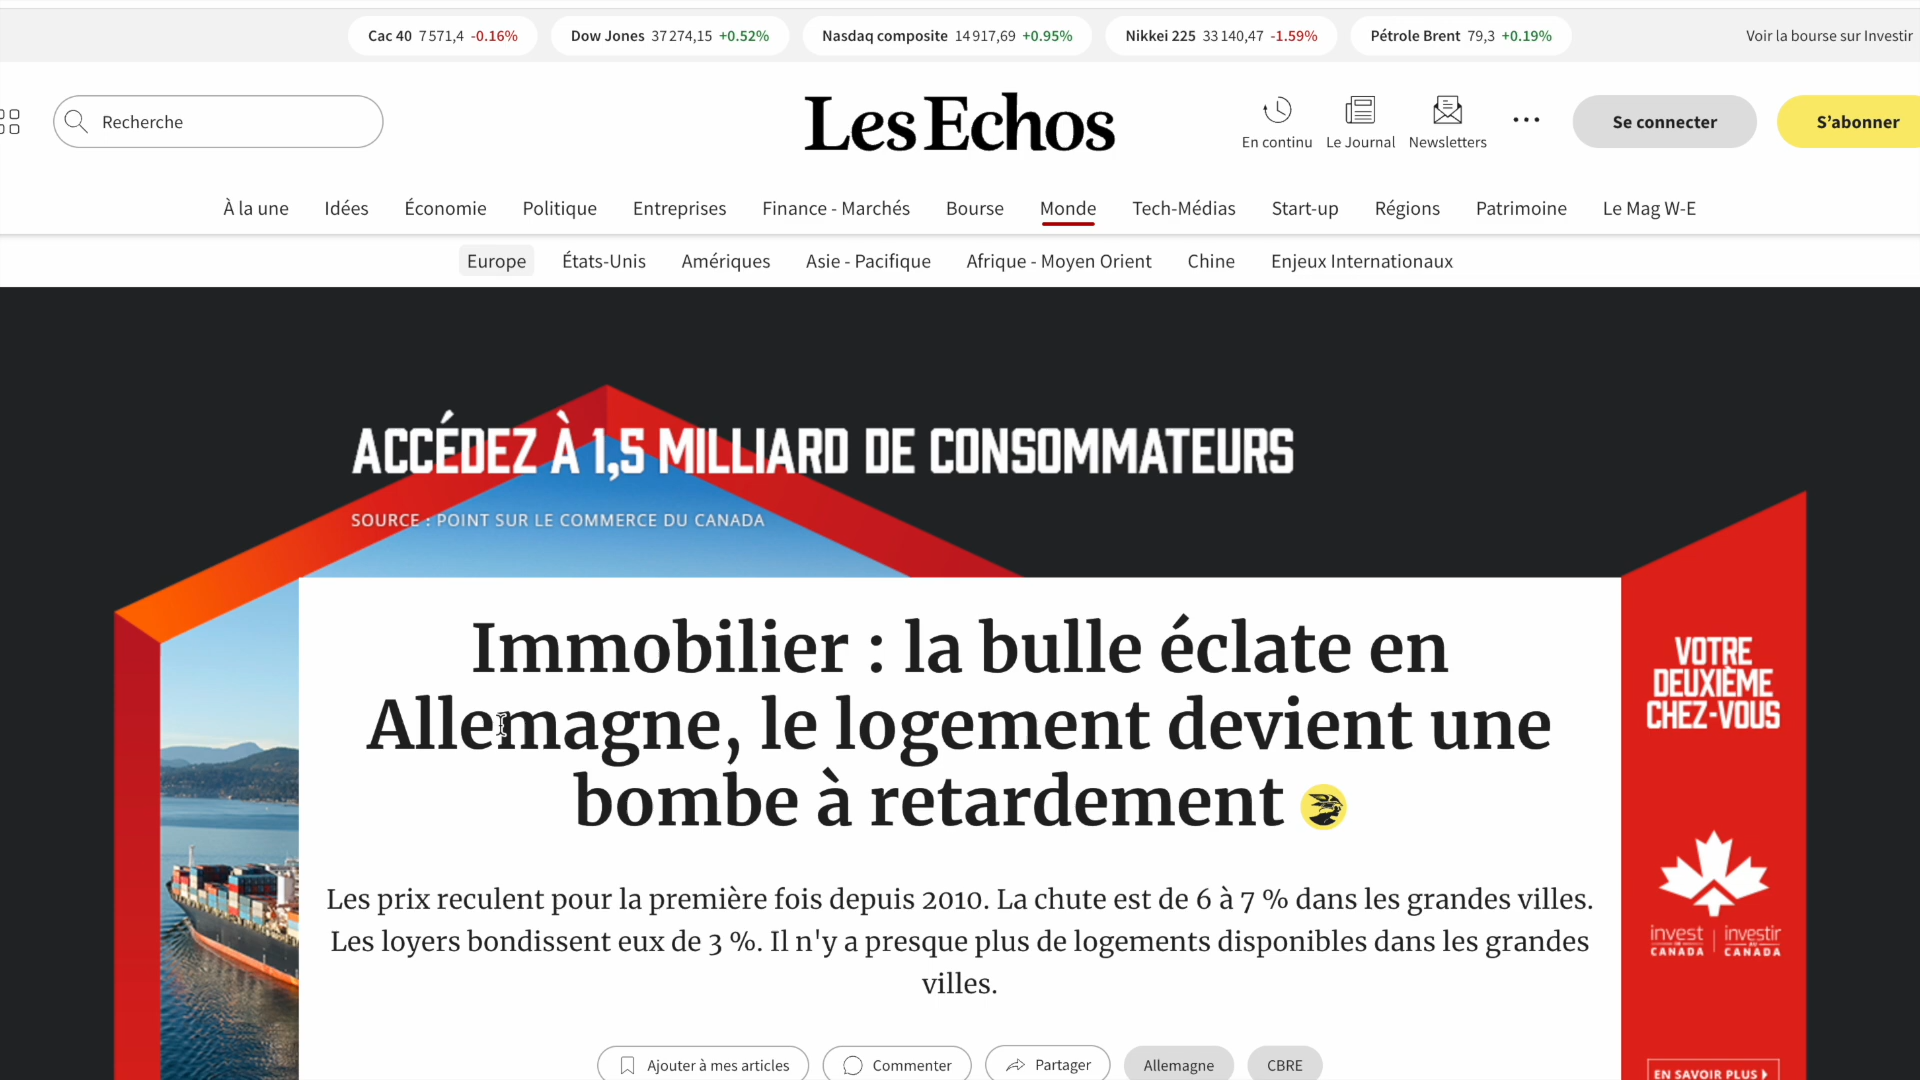 Cac 40 7 571,4 -0.16% Dow Jones 37 274,15 +0.52% Nasdaq composite 14 917,69 +0.95% Nikkei 225 33 140,47 -1.59% Pétrole Brent 79,3 +0.19% Voir la bourse sur Investir
Recherche
Les Echos
En continu Le Journal Newsletters
Se connecter
S'abonner
À la une Idées Économie Politique Entreprises Finance - Marchés Bourse Monde Tech-Médias Start-up Régions Patrimoine Le Mag W-E
Europe États-Unis Amériques Asie - Pacifique Afrique - Moyen Orient Chine Enjeux Internationaux
ACCÉDEZ À 1,5 MILLIARD DE CONSOMMATEURS
SOURCE : POINT SUR LE COMMERCE DU CANADA
Immobilier : la bulle éclate en
Allemagne, le logement devient une
bombe à retardement
Les prix reculent pour la première fois depuis 2010. La chute est de 6 à 7 % dans les grandes villes.
Les loyers bondissent eux de 3 %. Il n'y a presque plus de logements disponibles dans les grandes
villes.
Ajouter à mes articles Commenter Partager Allemagne CBRE
VOTRE
DEUXIÈME
CHEZ-VOUS
invest | investir
CANADA | CANADA
EN SAVOIR PLUS